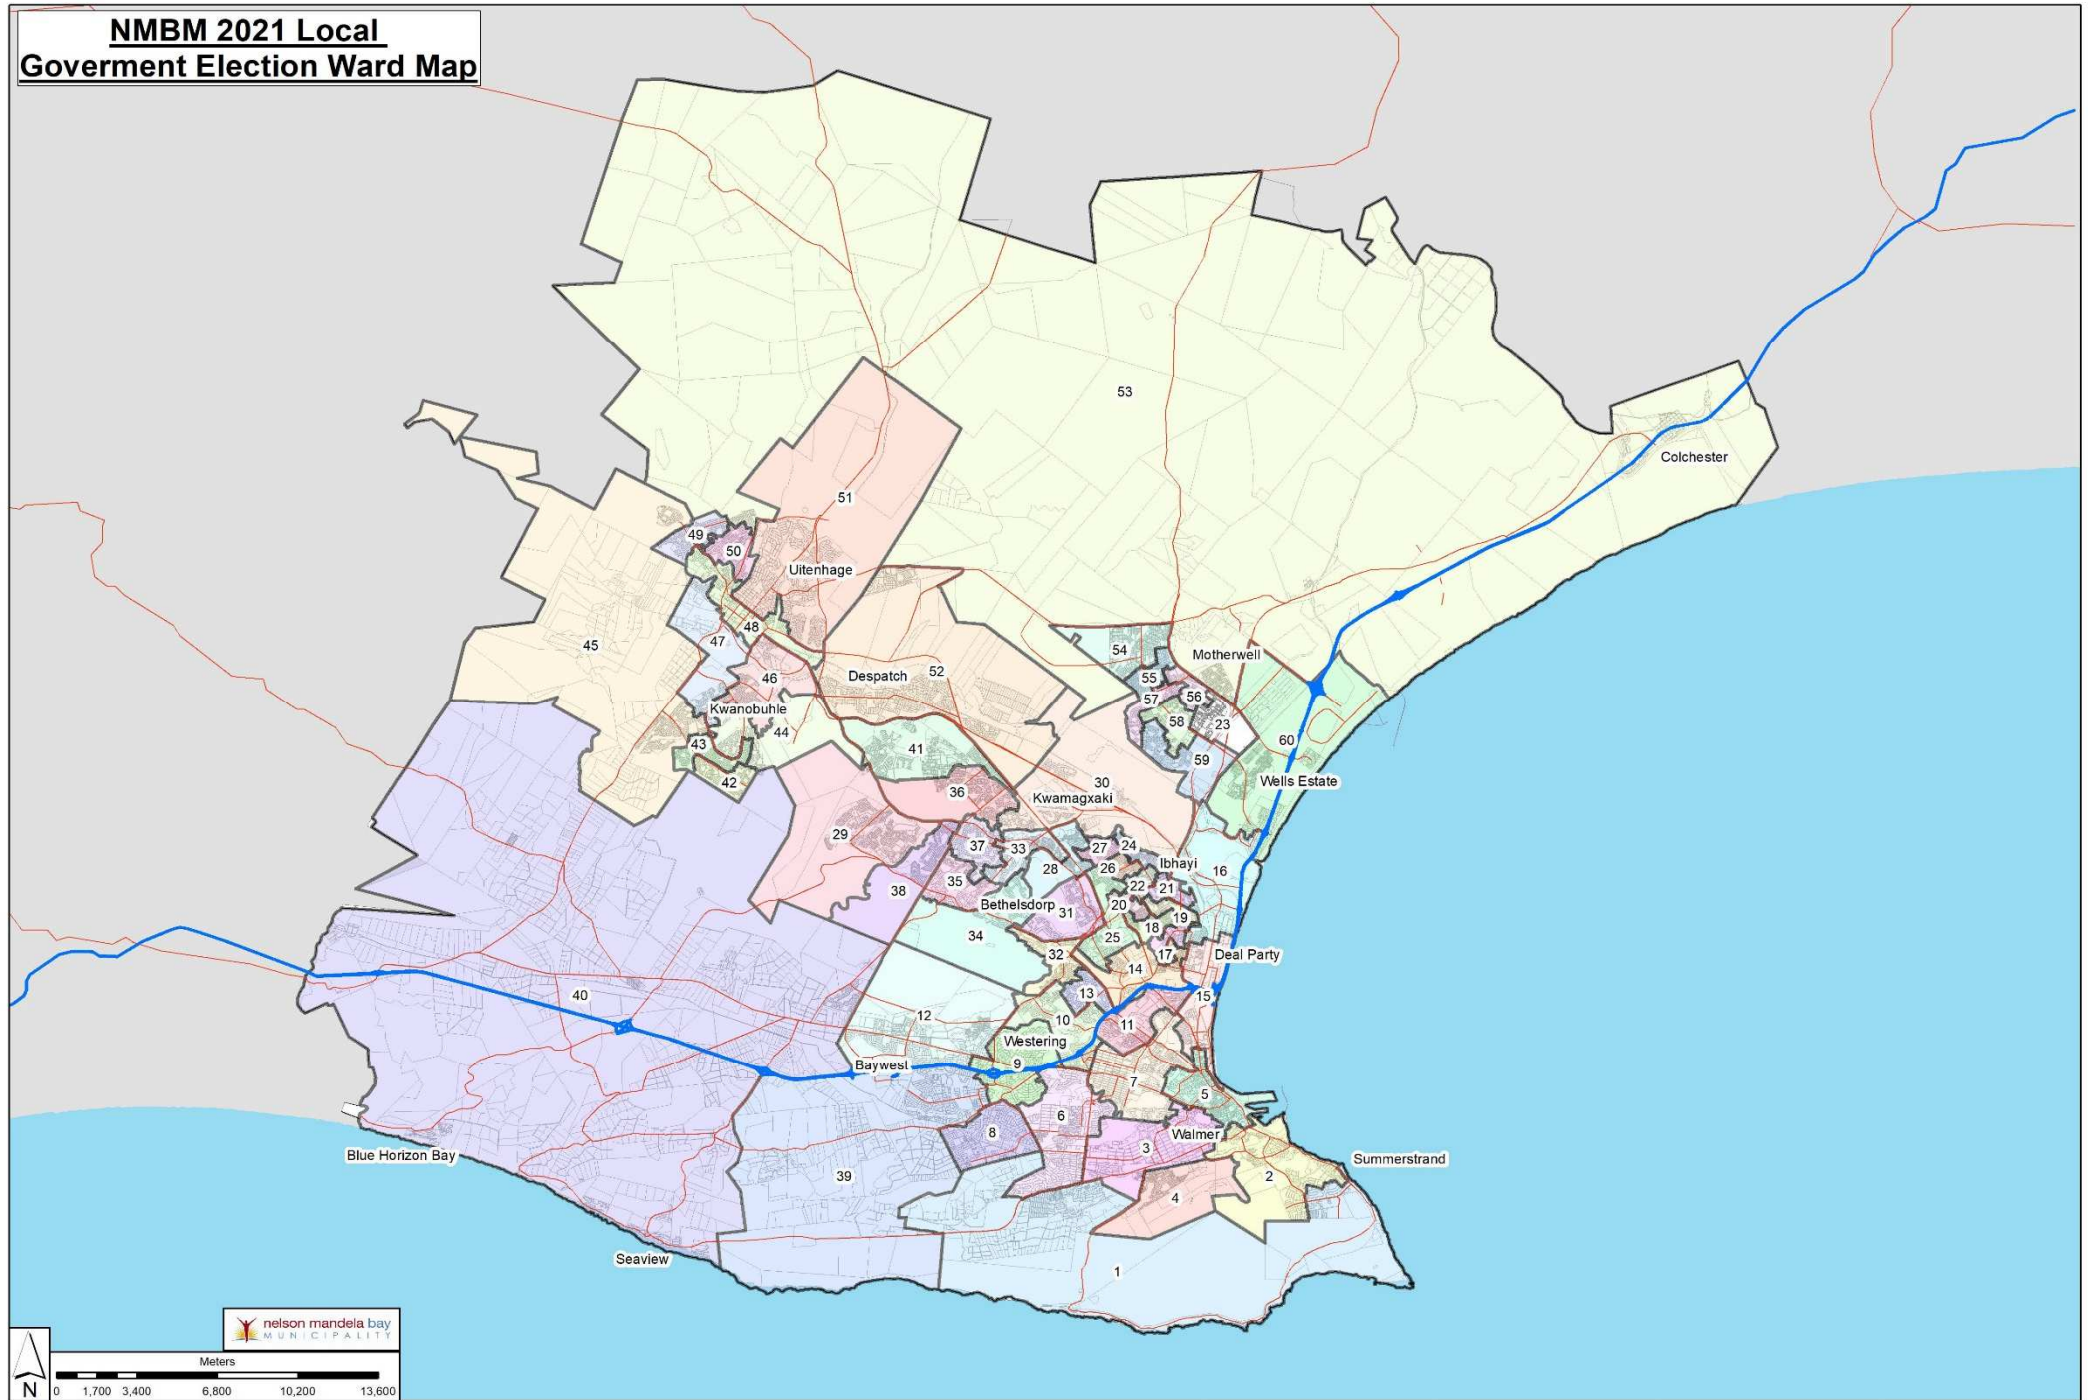 NMBM 2021 Local
Goverment Election Ward Map
53
Colchester
51
49
50
Uitenhage
45
47
48
54
Motherwell
46
Despatch
52
55
56
57
Kwanobuhle
58
23
44
43
41
60
59
42
30
Wells Estate
36
Kwamagxaki
29
37
33
27
24
28
26
Ibhayi
16
35
22
21
38
Bethelsdorp
31
20
19
34
25
18
32
17
Deal Party
14
40
13
15
12
10
11
Westering
Baywest
9
7
5
6
8
3
Walmer
Blue Horizon Bay
Summerstrand
39
2
4
Seaview
1
nelson mandela bay
MUNICIPALITY
Meters
N
0 1,700 3,400 6,800 10,200 13,600